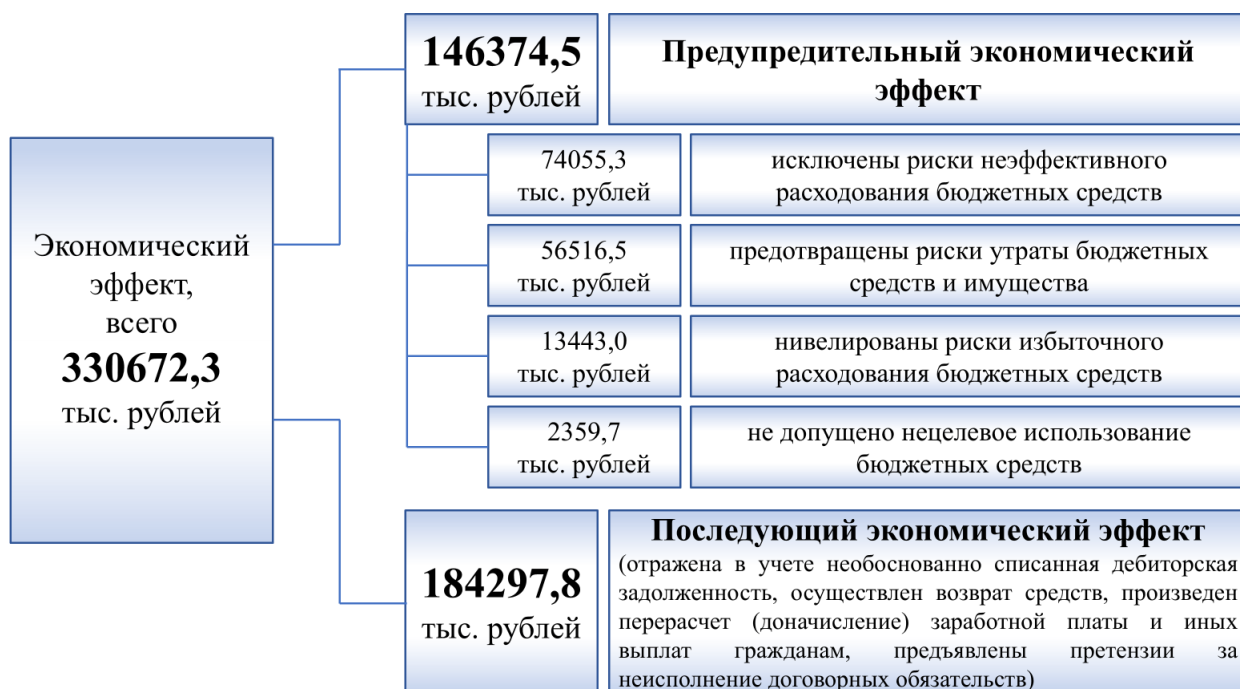 Экономический
эффект,
всего
330672,3
тыс. рублей
146374,5
тыс. рублей
Предупредительный экономический
эффект
74055,3
тыс. рублей
исключены риски неэффективного
расходования бюджетных средств
56516,5
тыс. рублей
предотвращены риски утраты бюджетных
средств и имущества
13443,0
тыс. рублей
нивелированы риски избыточного
расходования бюджетных средств
2359,7
тыс. рублей
не допущено нецелевое использование
бюджетных средств
184297,8
тыс. рублей
Последующий экономический эффект
(отражена в учете необоснованно списанная дебиторская
задолженность, осуществлен возврат средств, произведен
перерасчет (доначисление) заработной платы и иных
выплат гражданам, предъявлены претензии за
неисполнение договорных обязательств)